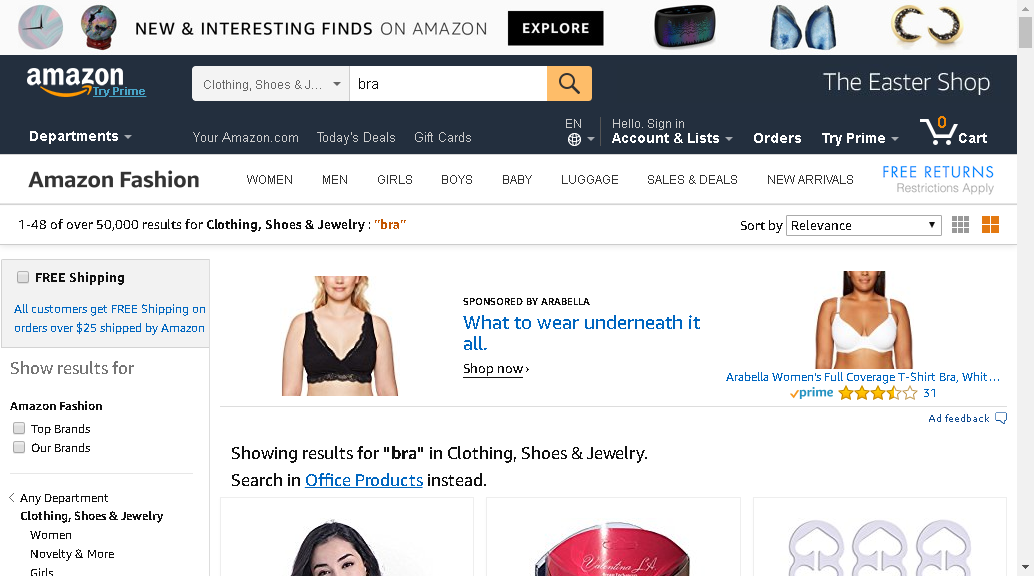 NEW & INTERESTING FINDS ON AMAZON EXPLORE
amazon
Try Prime
Clothing, Shoes & J... bra
The Easter Shop
Departments
Your Amazon.com Today's Deals Gift Cards
EN
Hello. Sign in
Account & Lists
Orders
Try Prime
0
Cart
Amazon Fashion
WOMEN MEN GIRLS BOYS BABY LUGGAGE SALES & DEALS NEW ARRIVALS
FREE RETURNS
Restrictions Apply
1-48 of over 50,000 results for Clothing, Shoes & Jewelry : "bra"
Sort by Relevance
FREE Shipping
All customers get FREE Shipping on
orders over $25 shipped by Amazon
Show results for
Amazon Fashion
Top Brands
Our Brands
Any Department
Clothing, Shoes & Jewelry
Women
Novelty & More
Girls
SPONSORED BY ARABELLA
What to wear underneath it
all.
Shop now ›
Arabella Women's Full Coverage T-Shirt Bra, Whit...
prime 31
Ad feedback
Showing results for "bra" in Clothing, Shoes & Jewelry.
Search in Office Products instead.
Valentina L.A.